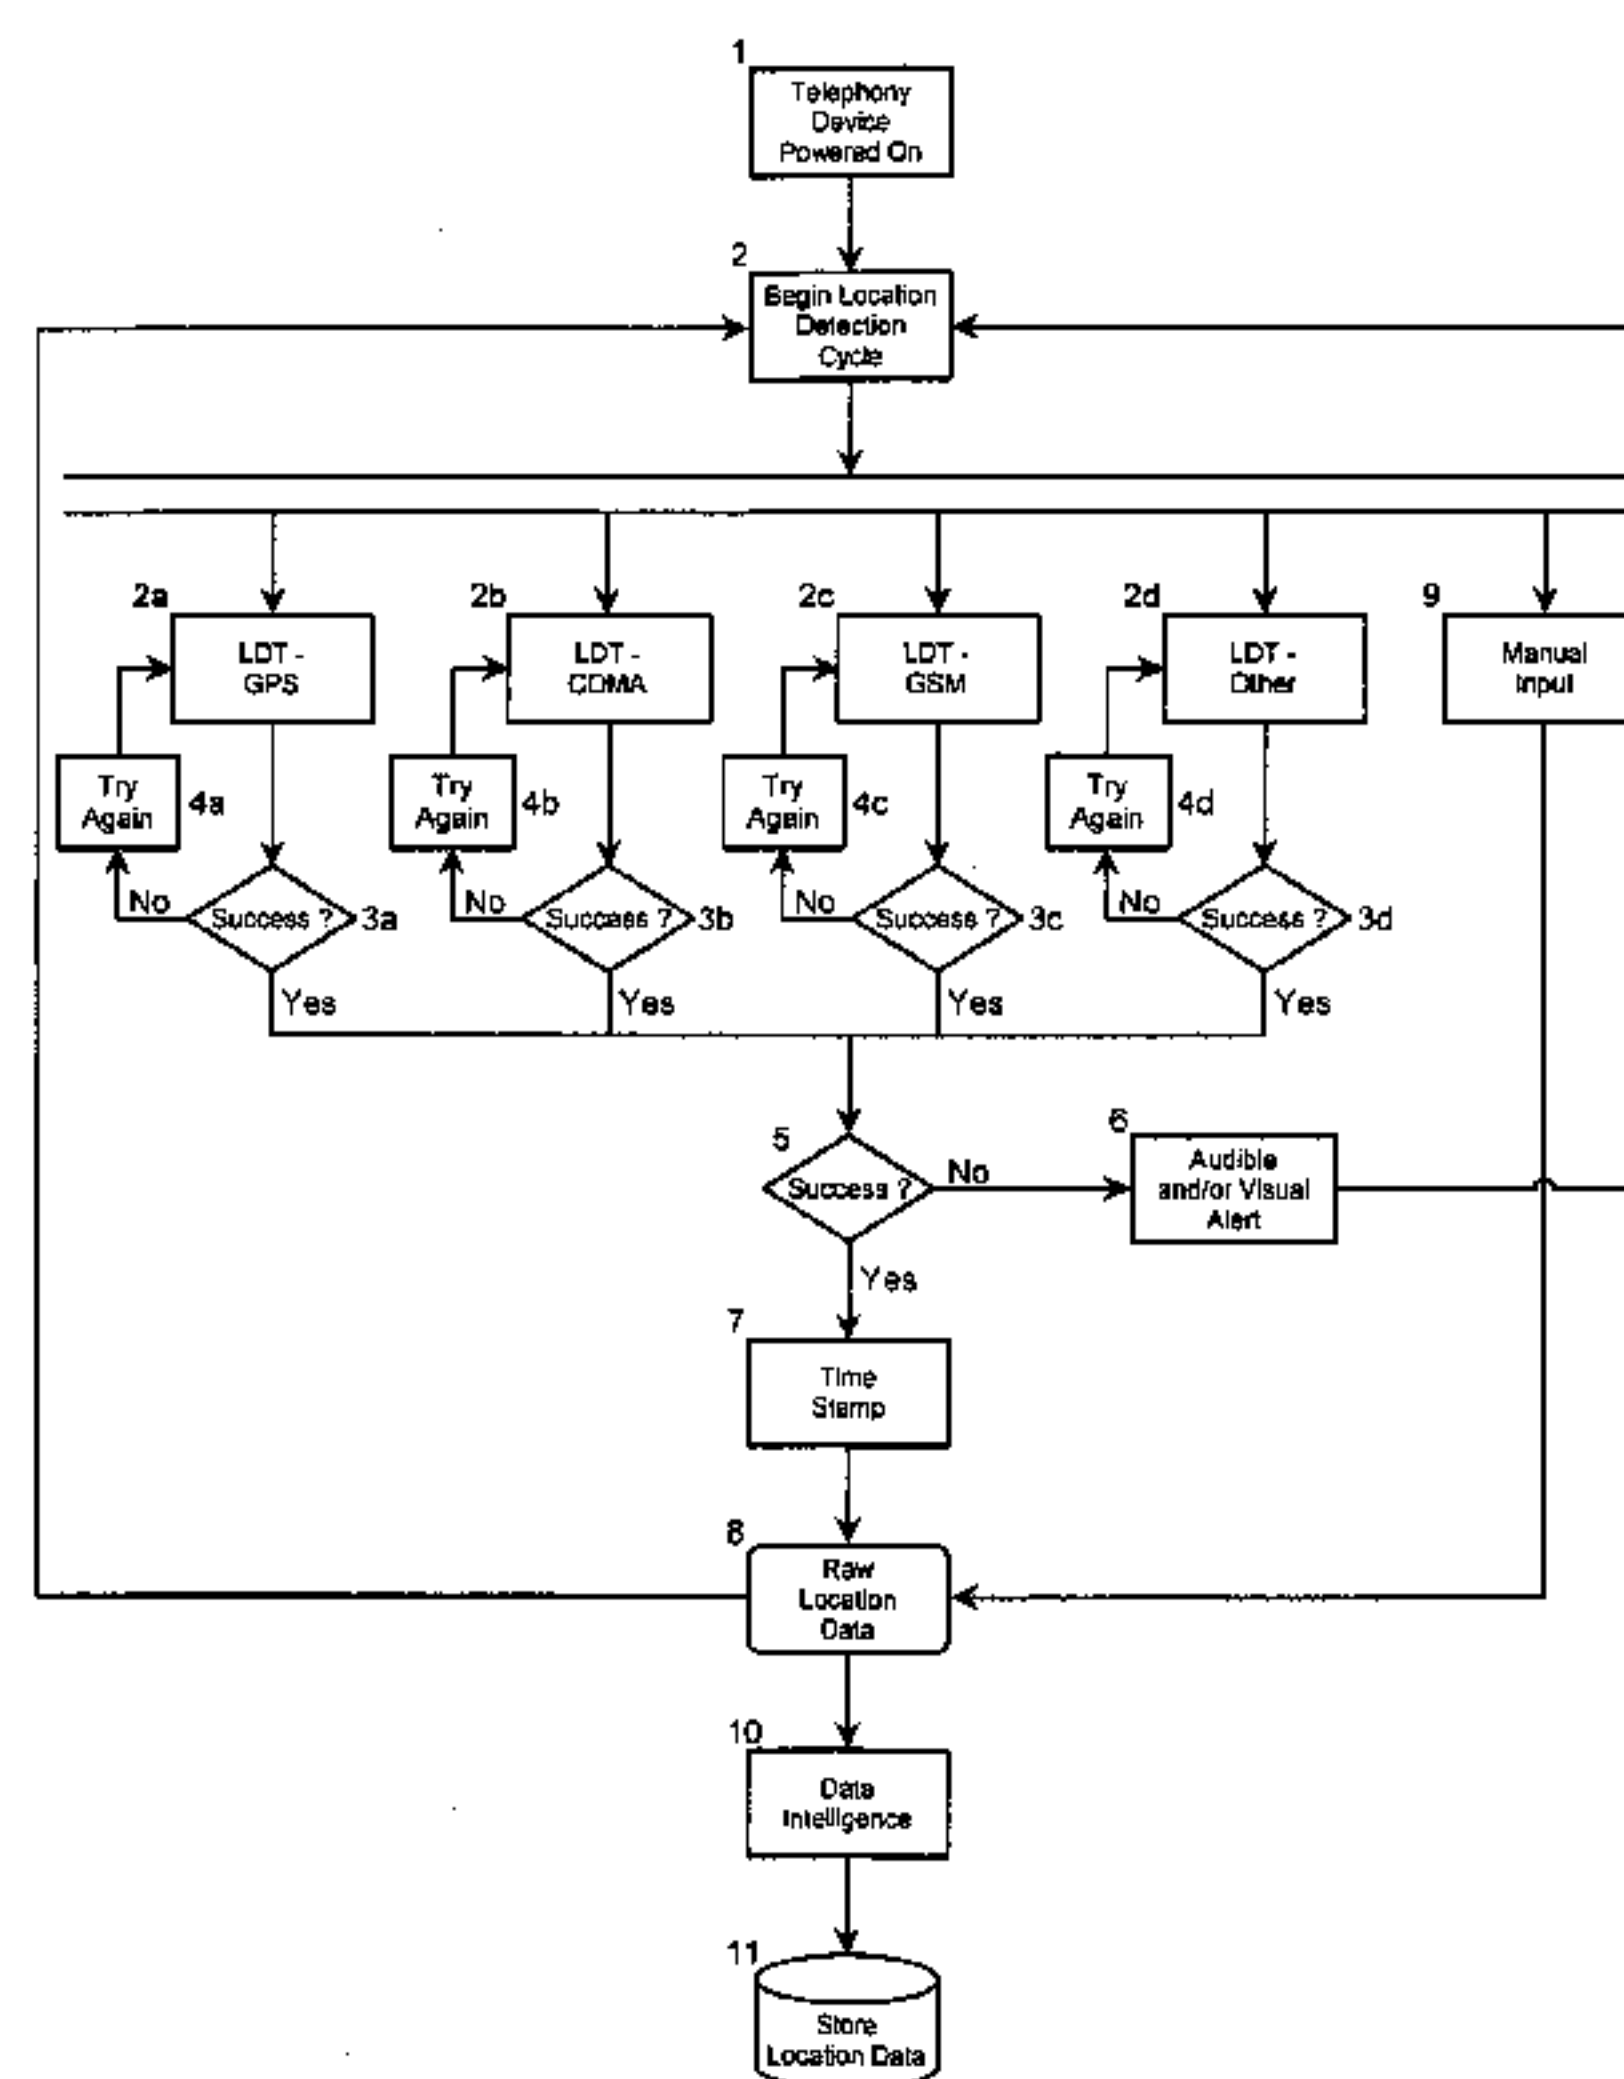 1
Telephony
Device
Powered On
2
Begin Location
Detection
Cycle
2a
LDT -
GPS
2b
LDT -
CDMA
2c
LDT -
GSM
2d
LDT -
Other
9
Manual
Input
Try
Again
4a
Try
Again
4b
Try
Again
4c
Try
Again
4d
No
Success ?
3a
No
Success ?
3b
No
Success ?
3c
No
Success ?
3d
Yes
Yes
Yes
Yes
5
Success ?
No
6
Audible
and/or Visual
Alert
Yes
7
Time
Stamp
8
Raw
Location
Data
10
Data
Intelligence
11
Store
Location Data